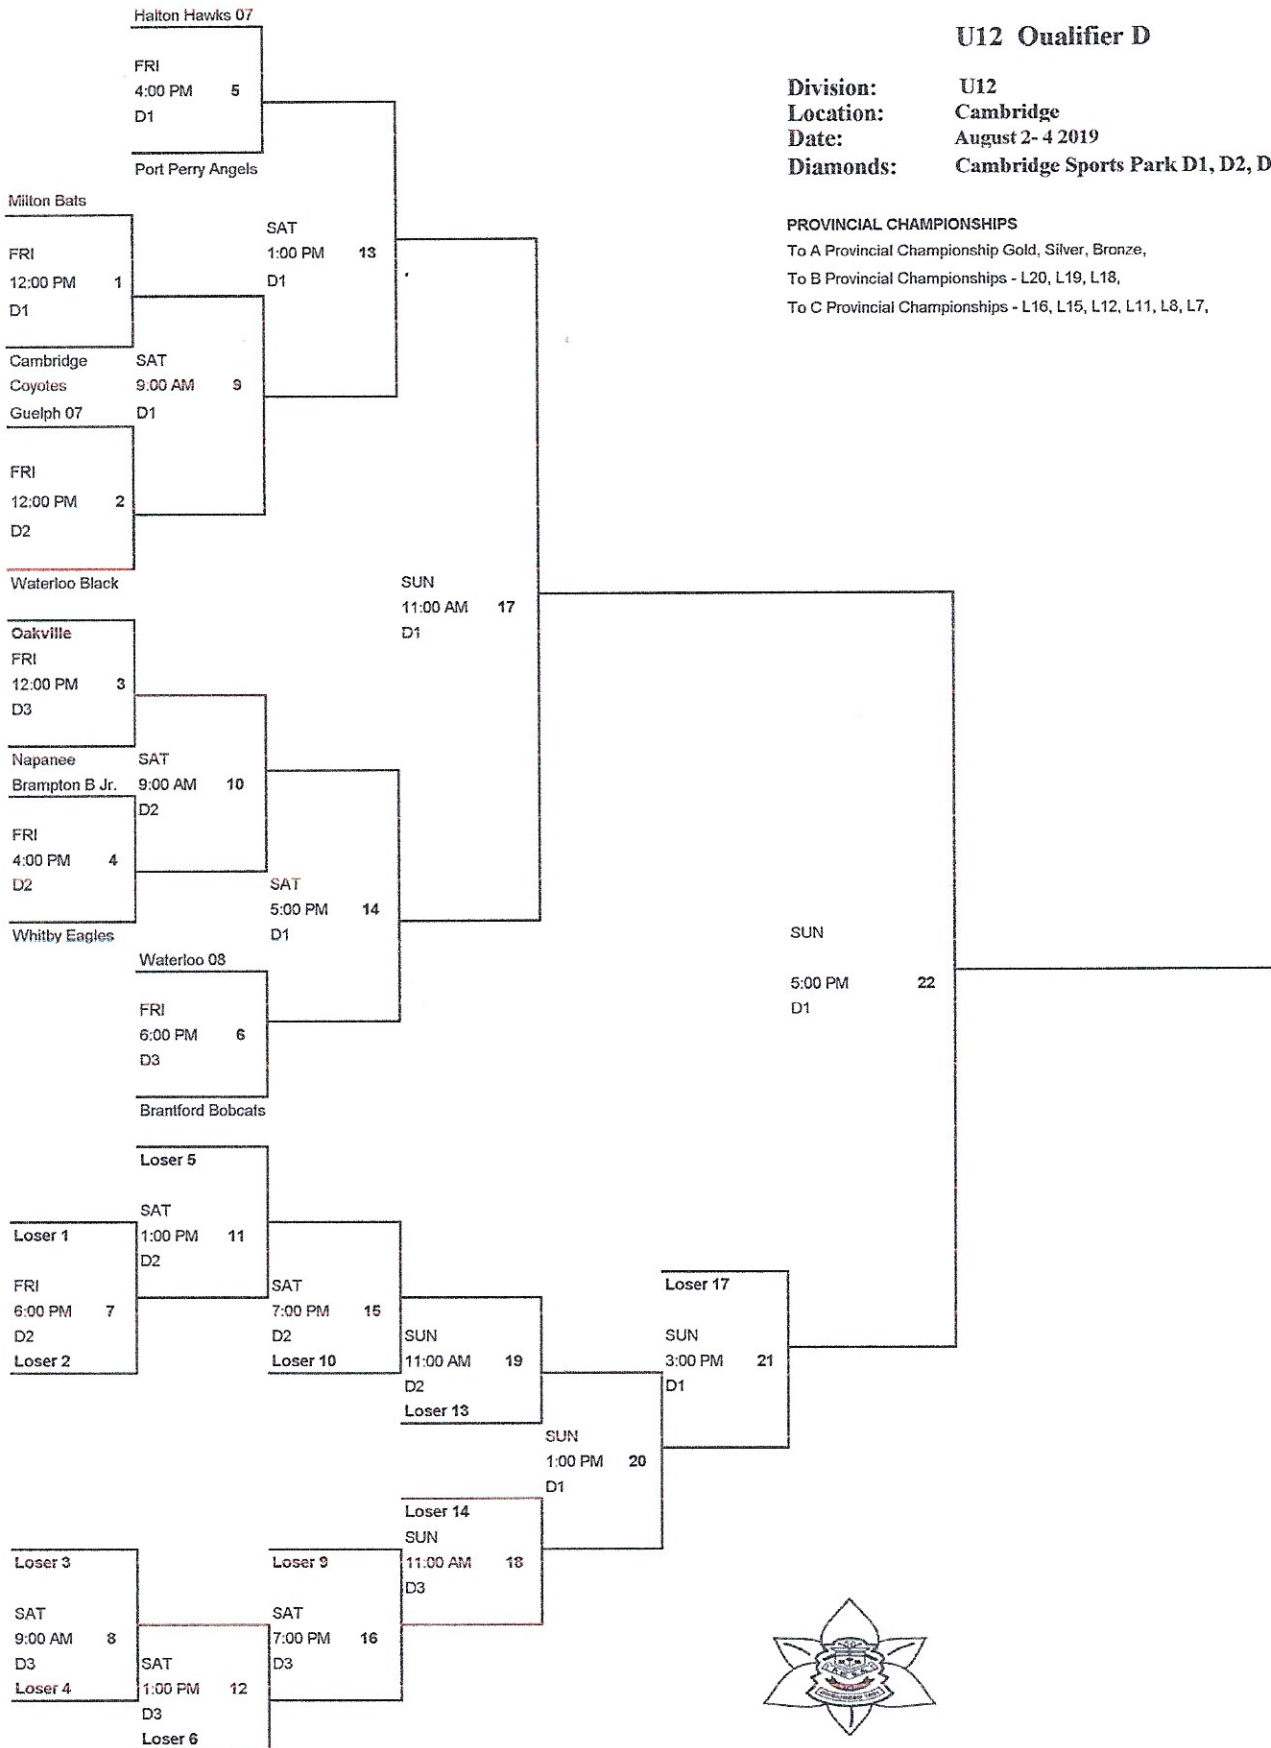 U12 Oualifier D
Division: U12
Location: Cambridge
Date: August 2- 4 2019
Diamonds: Cambridge Sports Park D1, D2, D
PROVINCIAL CHAMPIONSHIPS
To A Provincial Championship Gold, Silver, Bronze,
To B Provincial Championships - L20, L19, L18,
To C Provincial Championships - L16, L15, L12, L11, L8, L7,
Halton Hawks 07
FRI
4:00 PM 5
D1
Port Perry Angels
Milton Bats
FRI
12:00 PM 1
D1
Cambridge
Coyotes
SAT
9:00 AM 9
D1
Guelph 07
FRI
12:00 PM 2
D2
Waterloo Black
SAT
1:00 PM 13
D1
Oakville
FRI
12:00 PM 3
D3
Napanee
SAT
9:00 AM 10
D2
Brampton B Jr.
FRI
4:00 PM 4
D2
Whitby Eagles
SAT
5:00 PM 14
D1
Waterloo 08
FRI
6:00 PM 6
D3
Brantford Bobcats
SUN
11:00 AM 17
D1
SUN
5:00 PM 22
D1
Loser 5
SAT
1:00 PM 11
D2
Loser 1
FRI
6:00 PM 7
D2
Loser 2
SAT
7:00 PM 15
D2
Loser 10
SUN
11:00 AM 19
D2
Loser 13
Loser 17
SUN
3:00 PM 21
D1
SUN
1:00 PM 20
D1
Loser 14
SUN
11:00 AM 18
D3
Loser 3
SAT
9:00 AM 8
D3
Loser 4
Loser 9
SAT
7:00 PM 16
D3
SAT
1:00 PM 12
D3
Loser 6